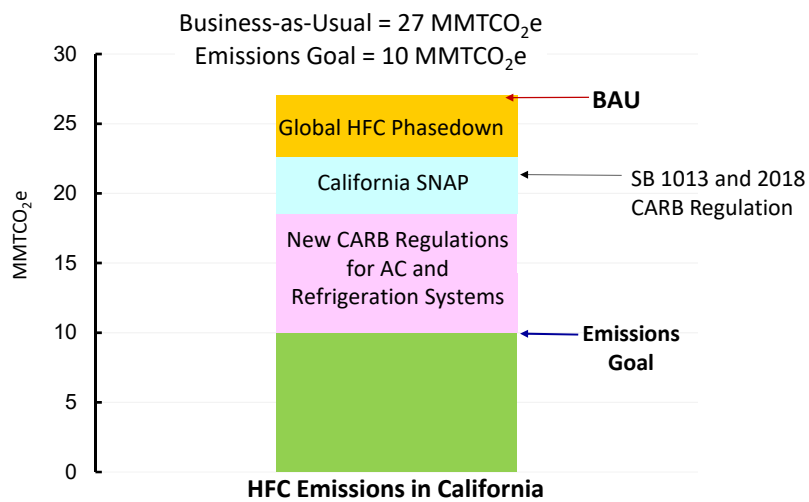 Business-as-Usual = 27 MMTCO₂e
Emissions Goal = 10 MMTCO₂e
30
25
20
15
10
5
0
MMTCO₂e
BAU
Global HFC Phasedown
California SNAP
SB 1013 and 2018
CARB Regulation
New CARB Regulations
for AC and
Refrigeration Systems
Emissions
Goal
HFC Emissions in California